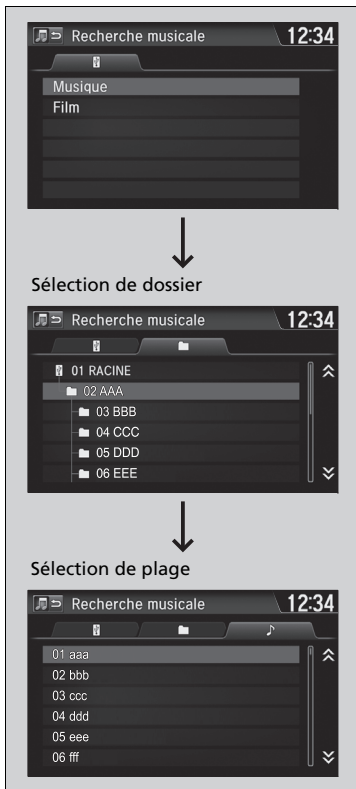 Recherche musicale 12:34
Musique
Film
Sélection de dossier
Recherche musicale 12:34
01 RACINE
02 AAA
03 BBB
04 CCC
05 DDD
06 EEE
Sélection de plage
Recherche musicale 12:34
01 aaa
02 bbb
03 ccc
04 ddd
05 eee
06 fff